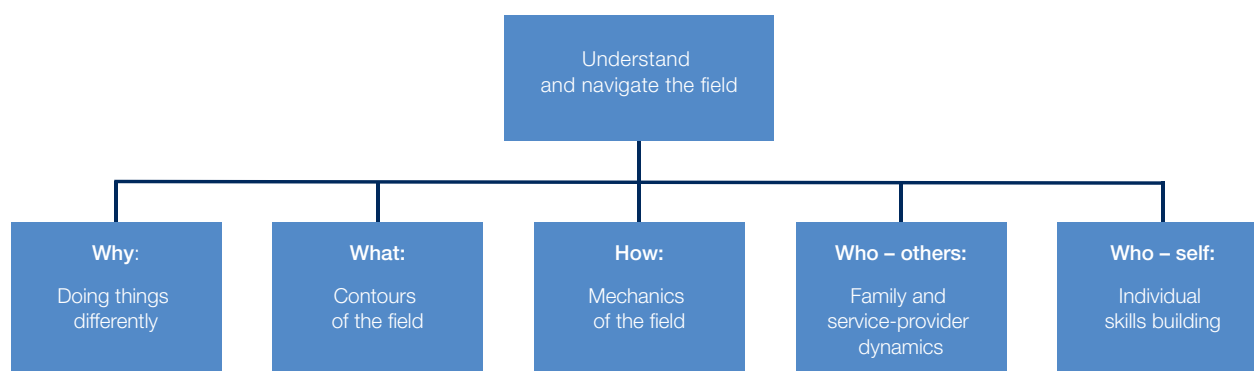 Understand
and navigate the field
Why:
Doing things
differently
What:
Contours
of the field
How:
Mechanics
of the field
Who – others:
Family and
service-provider
dynamics
Who – self:
Individual
skills building